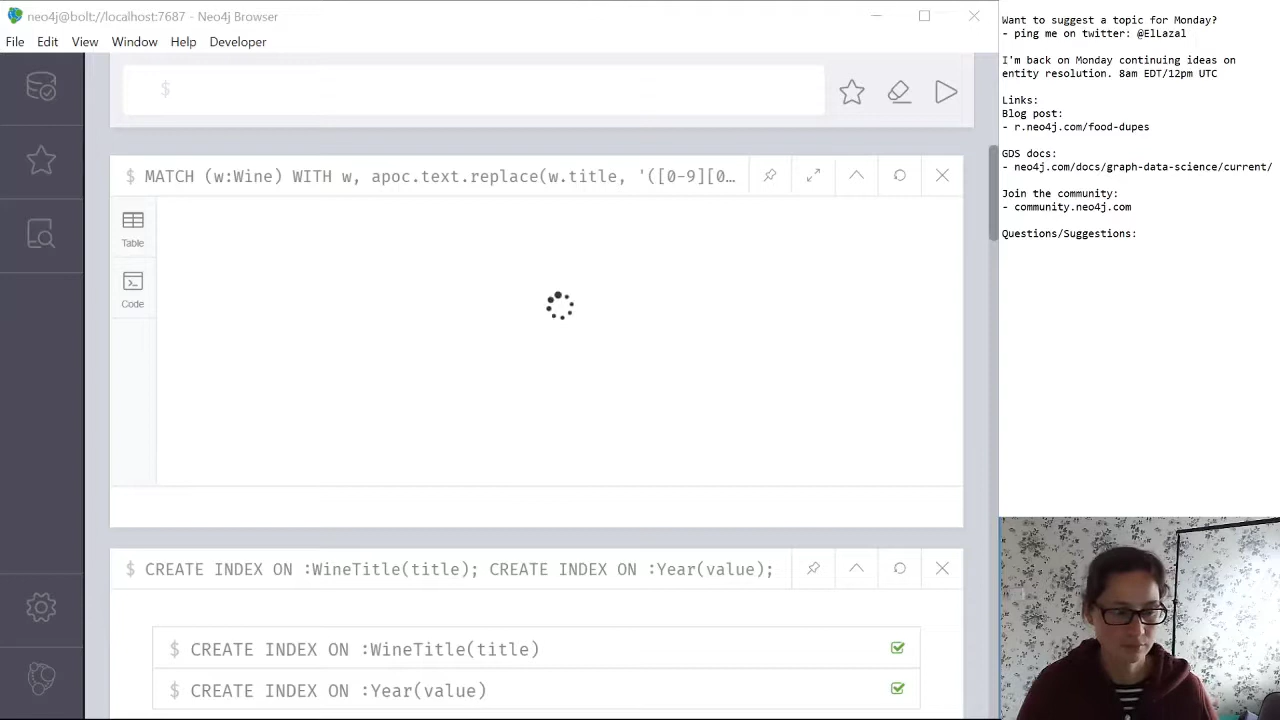 neo4j@bolt://localhost:7687 - Neo4j Browser
File Edit View Window Help Developer
$
$ MATCH (w:Wine) WITH w, apoc.text.replace(w.title, '([0-9][0…
Table
Code
$ CREATE INDEX ON :WineTitle(title); CREATE INDEX ON :Year(value);
$ CREATE INDEX ON :WineTitle(title)
$ CREATE INDEX ON :Year(value)
Want to suggest a topic for Monday?
- ping me on twitter: @ElLazal
I'm back on Monday continuing ideas on
entity resolution. 8am EDT/12pm UTC
Links:
Blog post:
- r.neo4j.com/food-dupes
GDS docs:
- neo4j.com/docs/graph-data-science/current/
Join the community:
- community.neo4j.com
Questions/Suggestions: